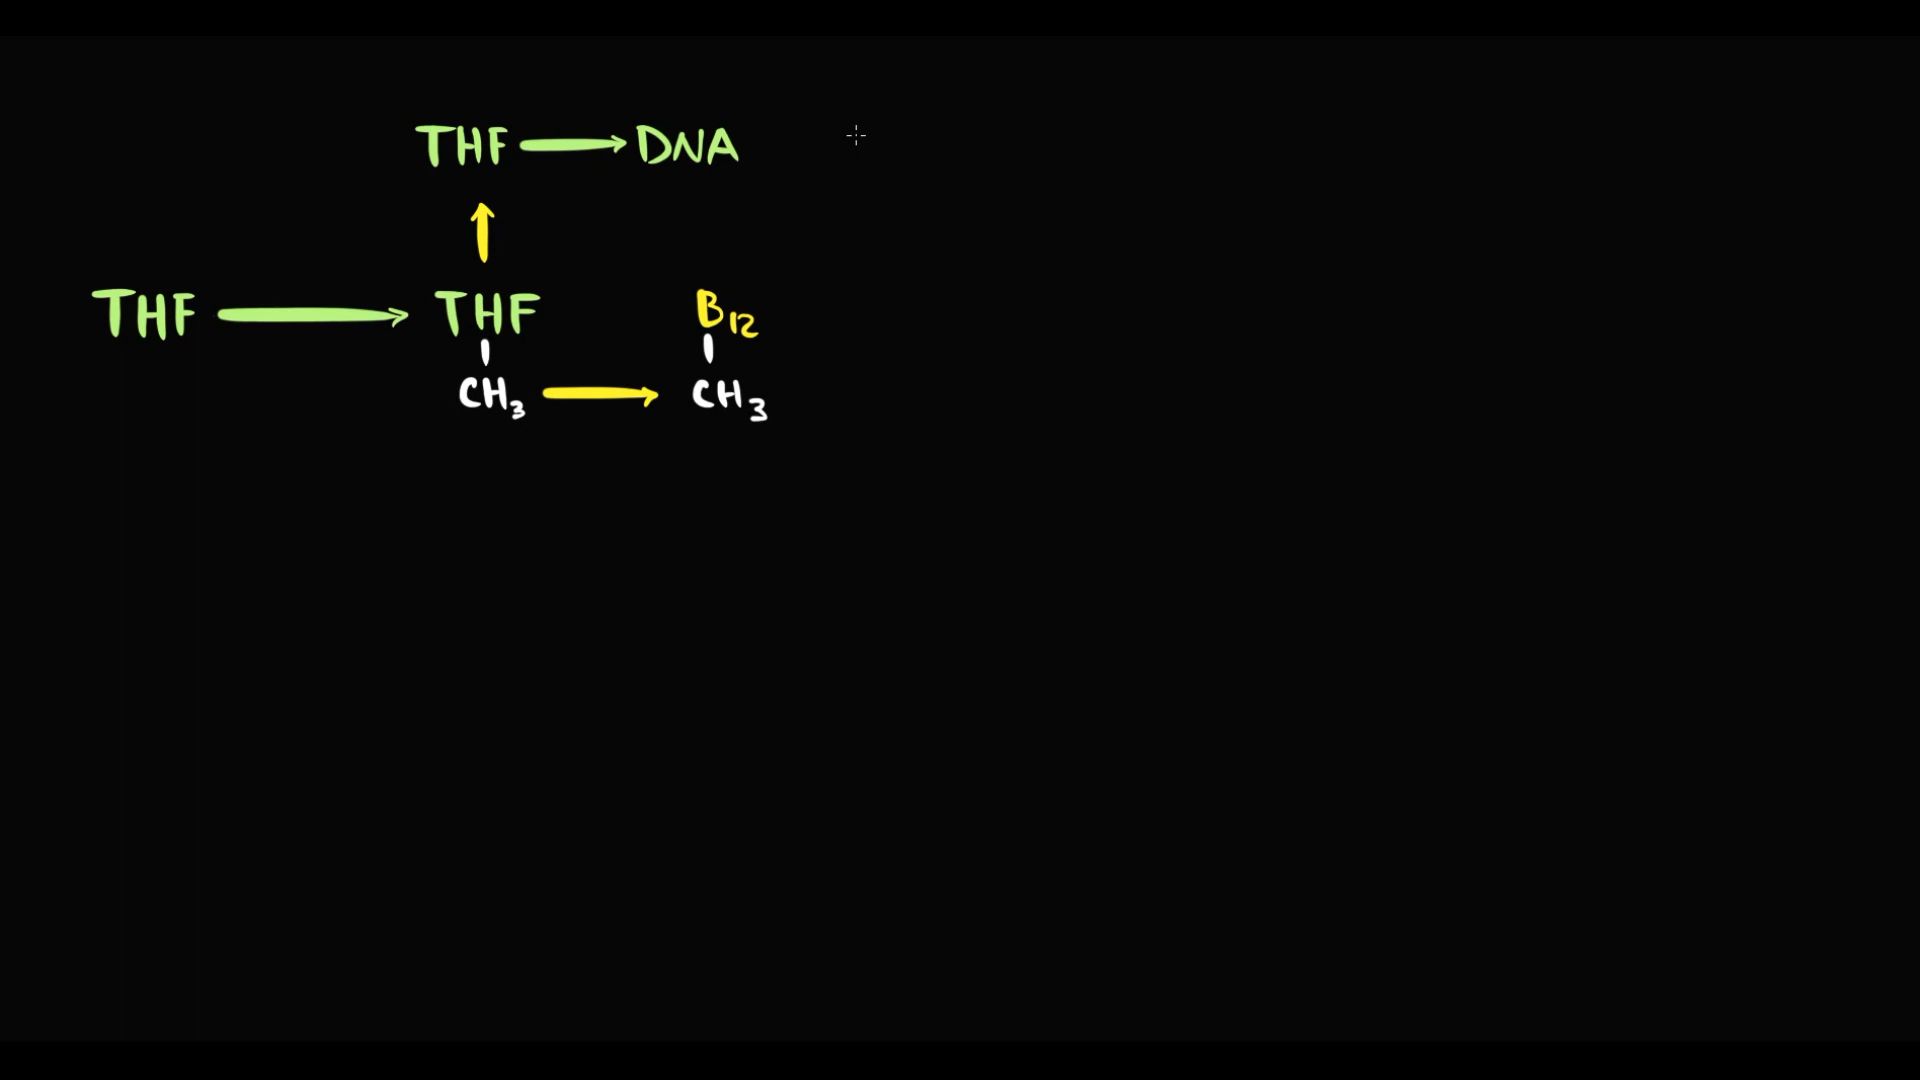 THF → DNA
↑
THF → THF B₁₂
CH₃ → CH₃